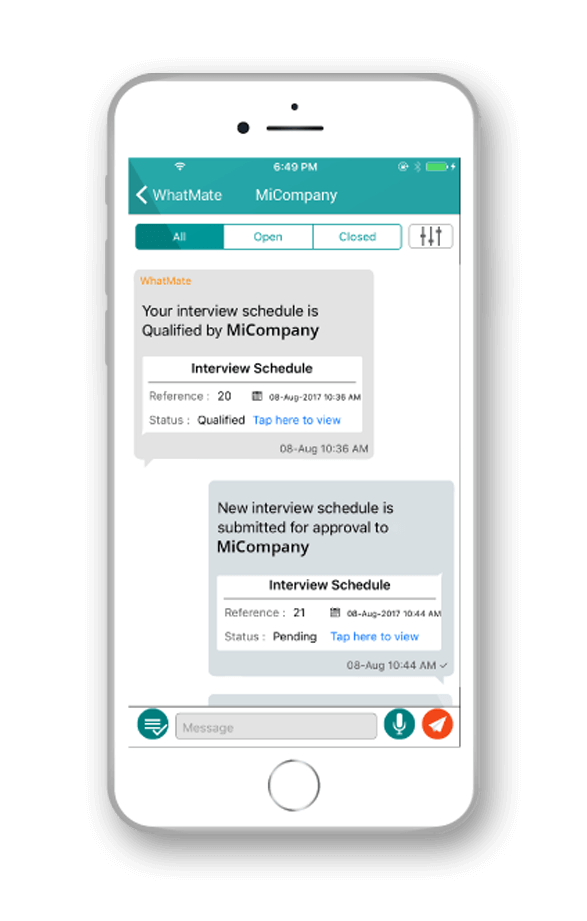 6:49 PM
WhatMate MiCompany
All Open Closed
WhatMate
Your interview schedule is
Qualified by MiCompany
Interview Schedule
Reference : 20 08-Aug-2017 10:36 AM
Status : Qualified Tap here to view
08-Aug 10:36 AM
New interview schedule is
submitted for approval to
MiCompany
Interview Schedule
Reference : 21 08-Aug-2017 10:44 AM
Status : Pending Tap here to view
08-Aug 10:44 AM
Message